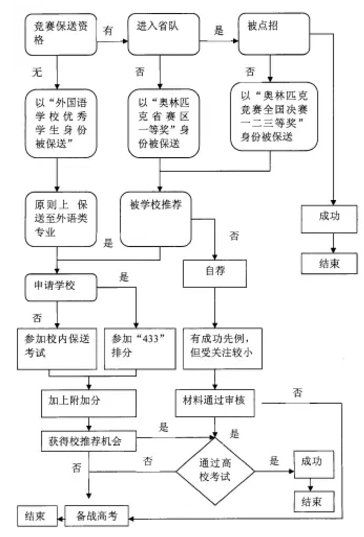 竞赛保送资
格
有
进入省队
是
被点招
无
否
否
以“外国语
学校优秀
学生身份
被保送”
以“奥林匹
克省赛区
一等奖”身
份被保送
以“奥林匹克
竞赛全国决赛
一二三等奖”
身份被保送
原则上 保
送至外语类
专业
被学校推荐
成功
结束
是
否
自荐
申请学校
是
否
参加校内保送
考试
参加“433”
排分
有成功先例，
但受关注较小
加上附加分
材料通过审核
否
获得校推荐机会
是
是
否
否
通过高
校考试
是
成功
结束
结束
备战高考